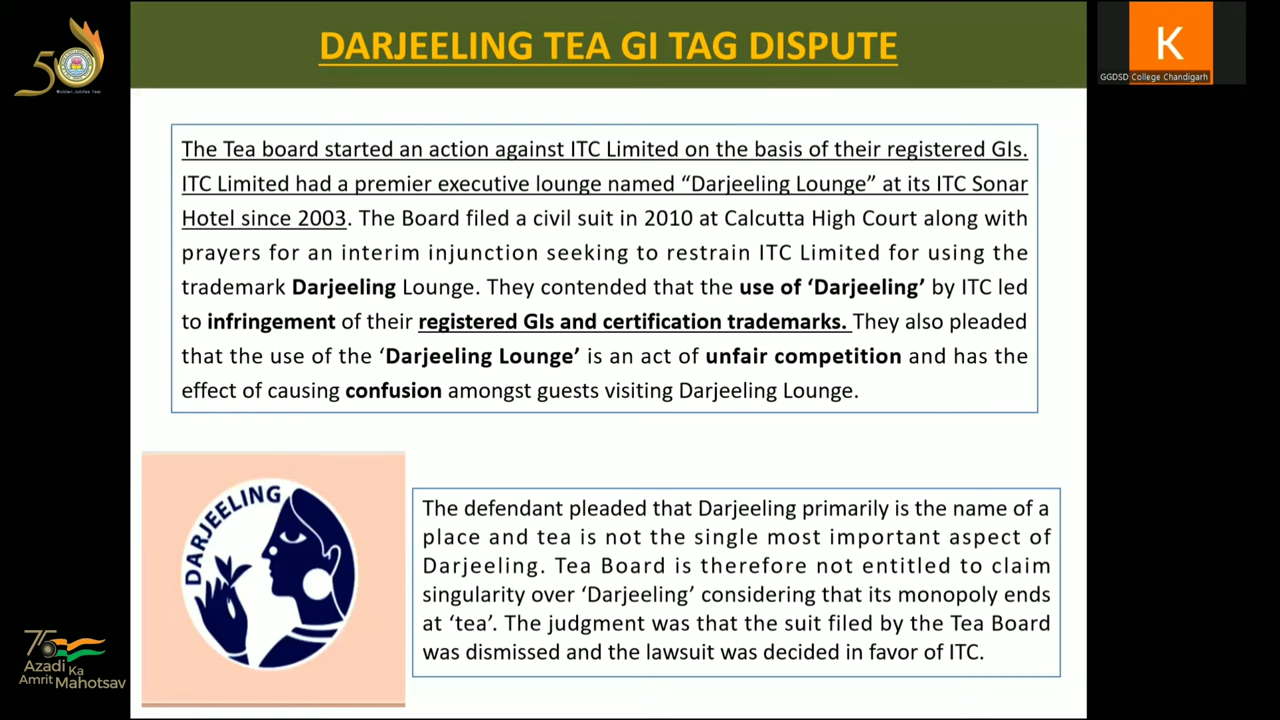 DARJEELING TEA GI TAG DISPUTE
50
Golden Jubilee Year
K
GGDSD College Chandigarh
The Tea board started an action against ITC Limited on the basis of their registered GIs.
ITC Limited had a premier executive lounge named “Darjeeling Lounge” at its ITC Sonar
Hotel since 2003. The Board filed a civil suit in 2010 at Calcutta High Court along with
prayers for an interim injunction seeking to restrain ITC Limited for using the
trademark Darjeeling Lounge. They contended that the use of ‘Darjeeling’ by ITC led
to infringement of their registered GIs and certification trademarks. They also pleaded
that the use of the ‘Darjeeling Lounge’ is an act of unfair competition and has the
effect of causing confusion amongst guests visiting Darjeeling Lounge.
DARJEELING
The defendant pleaded that Darjeeling primarily is the name of a
place and tea is not the single most important aspect of
Darjeeling. Tea Board is therefore not entitled to claim
singularity over ‘Darjeeling’ considering that its monopoly ends
at ‘tea’. The judgment was that the suit filed by the Tea Board
was dismissed and the lawsuit was decided in favor of ITC.
75
Azadi
Ka
Amrit
Mahotsav